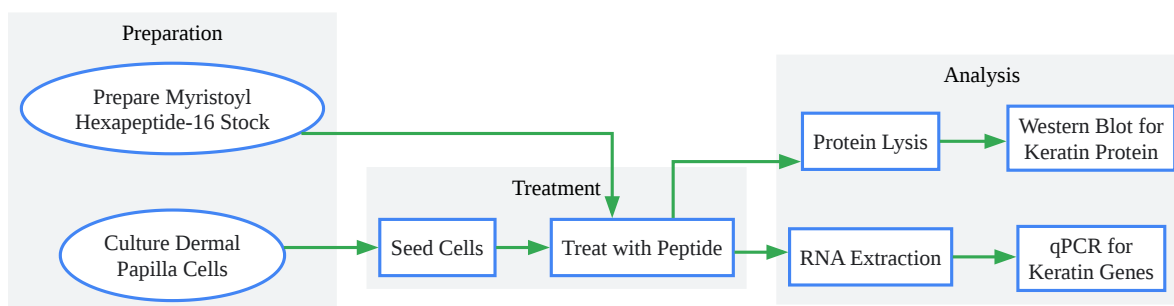 Preparation
Prepare Myristoyl
Hexapeptide-16 Stock
Culture Dermal
Papilla Cells
Treatment
Seed Cells
Treat with Peptide
Analysis
Protein Lysis
Western Blot for
Keratin Protein
RNA Extraction
qPCR for
Keratin Genes